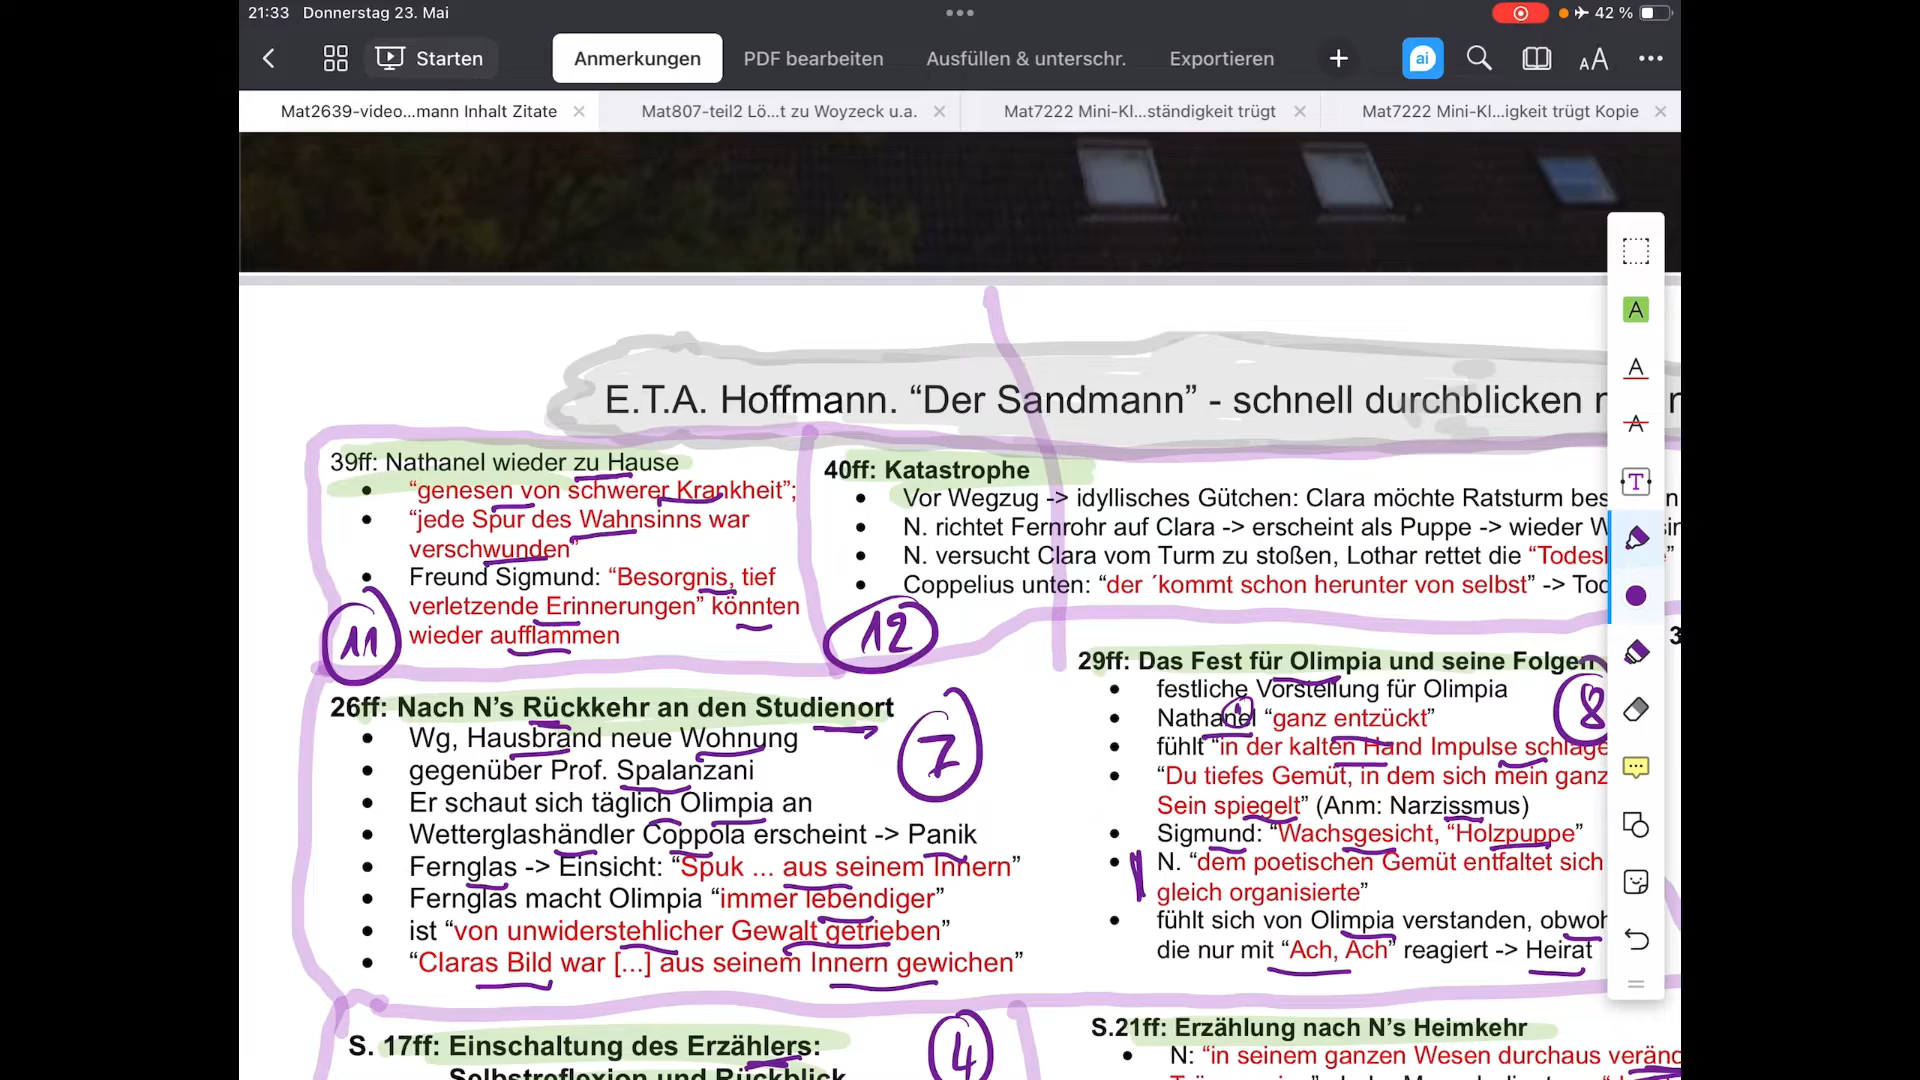 21:33 Donnerstag 23. Mai
42 %
Starten
Anmerkungen
PDF bearbeiten
Ausfüllen & unterschr.
Exportieren
ai
AA
Mat2639-video...mann Inhalt Zitate
Mat807-teil2 Lö...t zu Woyzeck u.a.
Mat7222 Mini-Kl...ständigkeit trügt
Mat7222 Mini-Kl...igkeit trügt Kopie
E.T.A. Hoffmann. “Der Sandmann” - schnell durchblicken
39ff: Nathanel wieder zu Hause
“genesen von schwerer Krankheit”;
“jede Spur des Wahnsinns war
verschwunden”
Freund Sigmund: “Besorgnis, tief
verletzende Erinnerungen” könnten
wieder aufflammen
11
40ff: Katastrophe
Vor Wegzug -> idyllisches Gütchen: Clara möchte Ratsturm bes
N. richtet Fernrohr auf Clara -> erscheint als Puppe -> wieder W
N. versucht Clara vom Turm zu stoßen, Lothar rettet die “Todes
Coppelius unten: “der ´kommt schon herunter von selbst” -> Tod
12
26ff: Nach N’s Rückkehr an den Studienort
Wg, Hausbrand neue Wohnung
gegenüber Prof. Spalanzani
Er schaut sich täglich Olimpia an
Wetterglashändler Coppola erscheint -> Panik
Fernglas -> Einsicht: “Spuk ... aus seinem Innern”
Fernglas macht Olimpia “immer lebendiger”
ist “von unwiderstehlicher Gewalt getrieben”
“Claras Bild war [...] aus seinem Innern gewichen”
7
29ff: Das Fest für Olimpia und seine Folgen
festliche Vorstellung für Olimpia
Nathanel “ganz entzückt”
fühlt “in der kalten Hand Impulse schlage
“Du tiefes Gemüt, in dem sich mein ganz
Sein spiegelt” (Anm: Narzissmus)
Sigmund: “Wachsgesicht, “Holzpuppe”
N. “dem poetischen Gemüt entfaltet sich
gleich organisierte”
fühlt sich von Olimpia verstanden, obwoh
die nur mit “Ach, Ach” reagiert -> Heirat
8
3
S. 17ff: Einschaltung des Erzählers:
Selbstreflexion und Rückblick
4
S.21ff: Erzählung nach N’s Heimkehr
N: “in seinem ganzen Wesen durchaus veränd